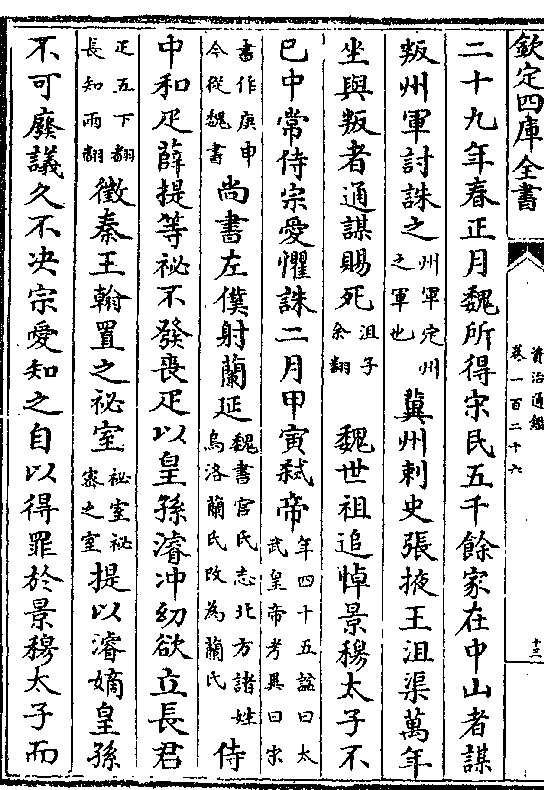 欽定四庫全書
資治通鑑
卷一百二十六
十三
二十九年春正月魏所得宋民五千餘家在中山者謀
叛州軍討誅之州軍定州之軍也冀州刺史張掖王沮渠萬年
坐與叛者通謀賜死沮子余翻魏世祖追悼景穆太子不
已中常侍宗愛懼誅二月甲寅弑帝年四十五諡曰太武皇帝考異曰宋
書作庚申今從魏書尚書左僕射蘭延魏書官氏志北方諸姓烏洛蘭氏改為蘭氏侍
中和疋薛提等祕不發喪疋以皇孫濬冲幼欲立長君
疋五下翻長知兩翻徵秦王翰置之祕室祕室祕密之室提以濬嫡皇孫
不可廢議久不决宗愛知之自以得罪於景穆太子而